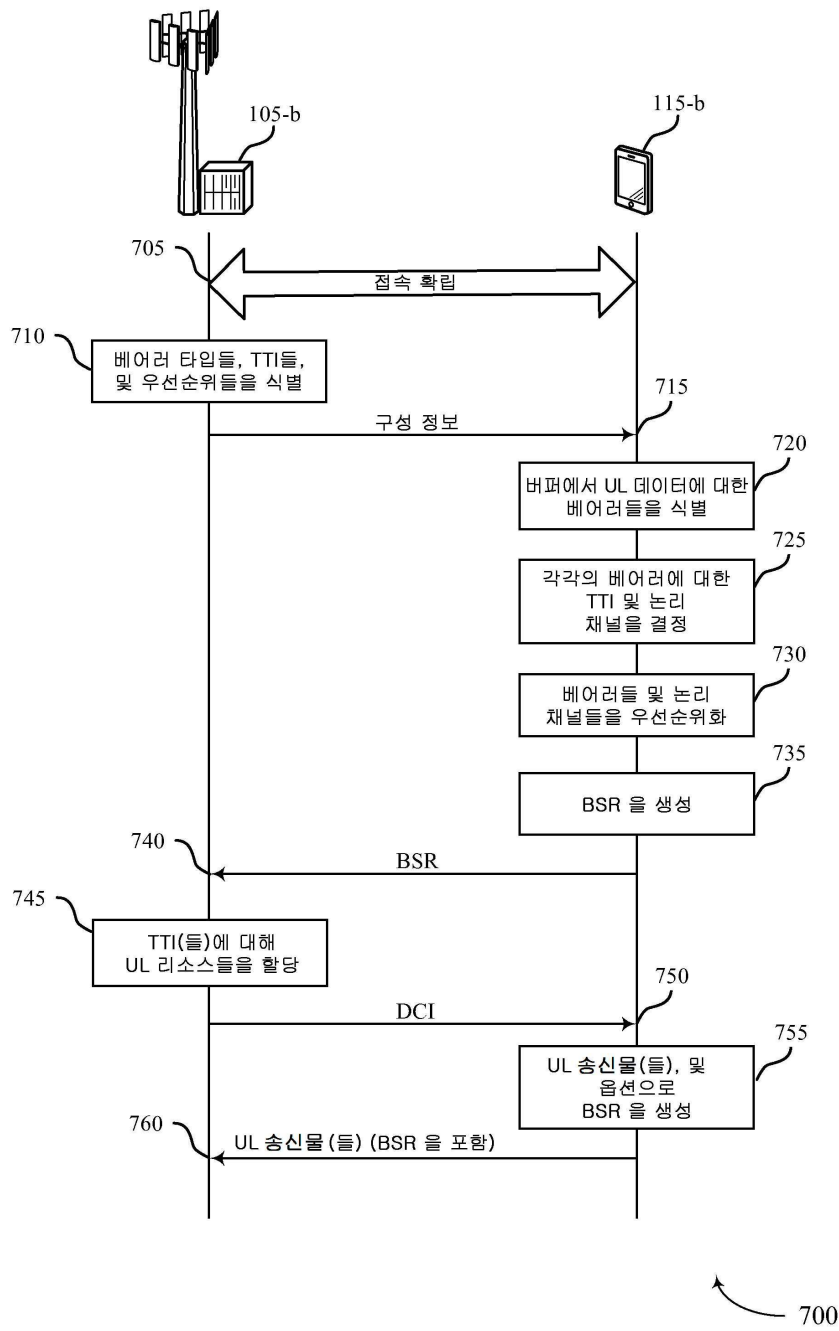 105-b
115-b
705
접속 확립
710
베어러 타입들, TTI들,
및 우선순위들을 식별
715
구성 정보
720
버퍼에서 UL 데이터에 대한
베어러들을 식별
725
각각의 베어러에 대한
TTI 및 논리
채널을 결정
730
베어러들 및 논리
채널들을 우선순위화
735
BSR 을 생성
740
BSR
745
TTI(들)에 대해
UL 리소스들을 할당
750
DCI
755
UL 송신물(들), 및
옵션으로
BSR 을 생성
760
UL 송신물(들) (BSR 을 포함)
700